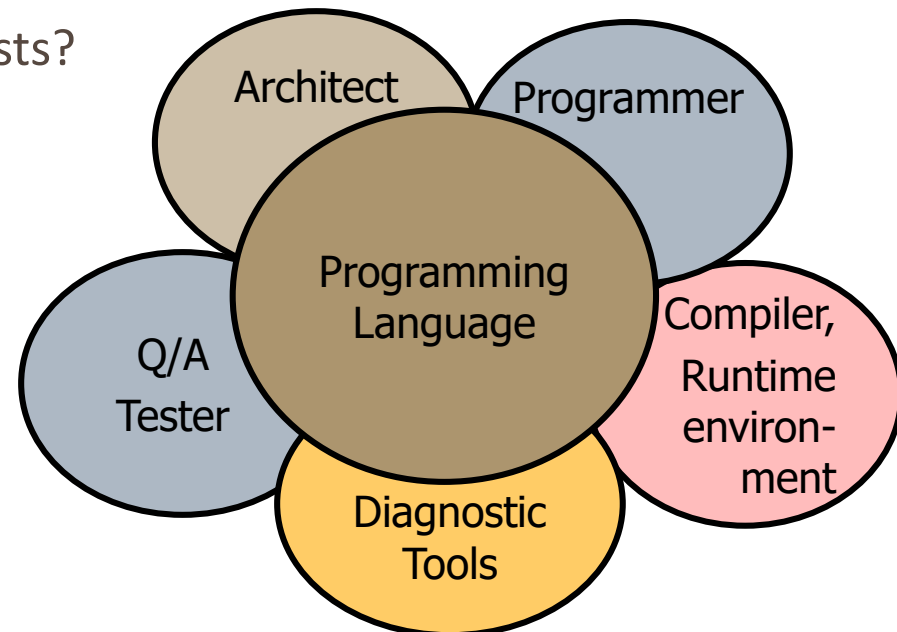 sts?
Architect
Programmer
Programming
Language
Compiler,
Runtime
environ-
ment
Q/A
Tester
Diagnostic
Tools